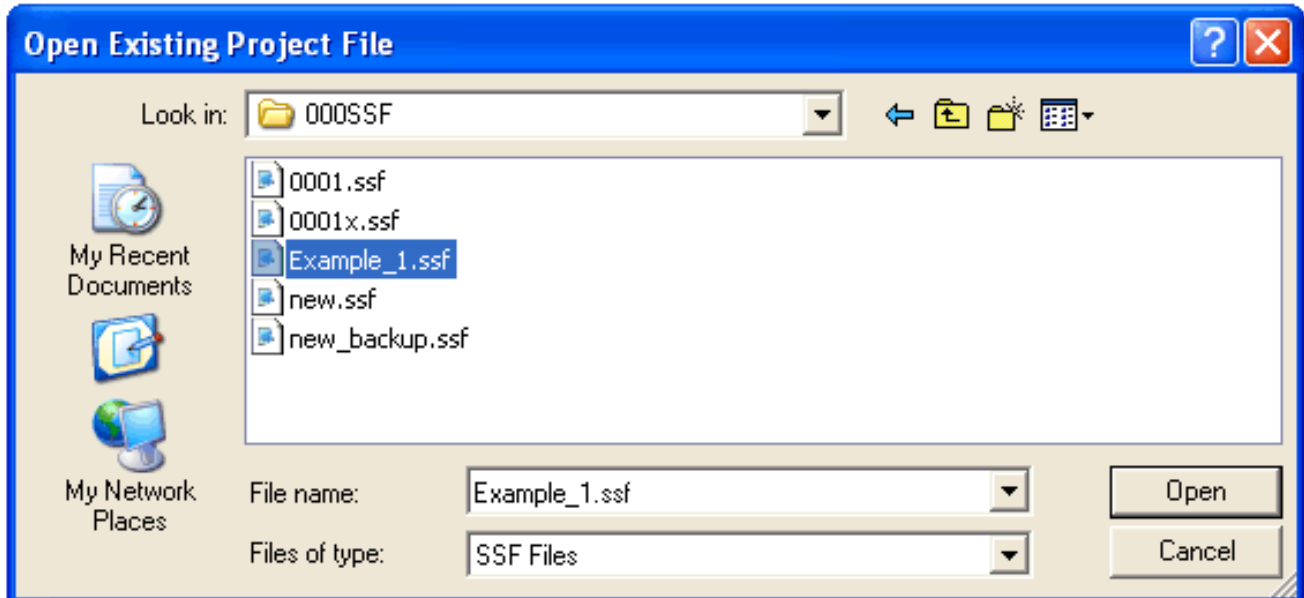 Open Existing Project File
Look in: 000SSF
0001.ssf
0001x.ssf
Example_1.ssf
new.ssf
new_backup.ssf
My Recent
Documents
My Network
Places
File name: Example_1.ssf Open
Files of type: SSF Files Cancel